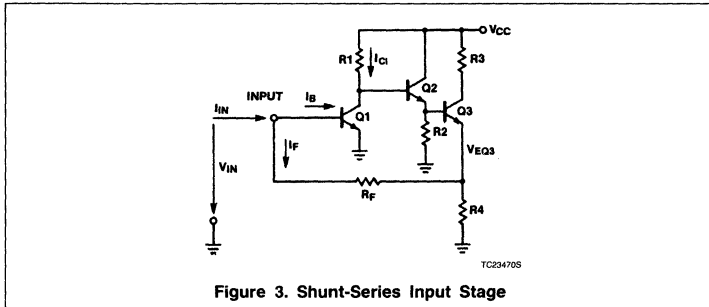 VCC
R1
ICI
R3
Q2
INPUT
IB
IIN
Q1
Q3
R2
VEQ3
IF
VIN
RF
R4
TC23470S
Figure 3. Shunt-Series Input Stage